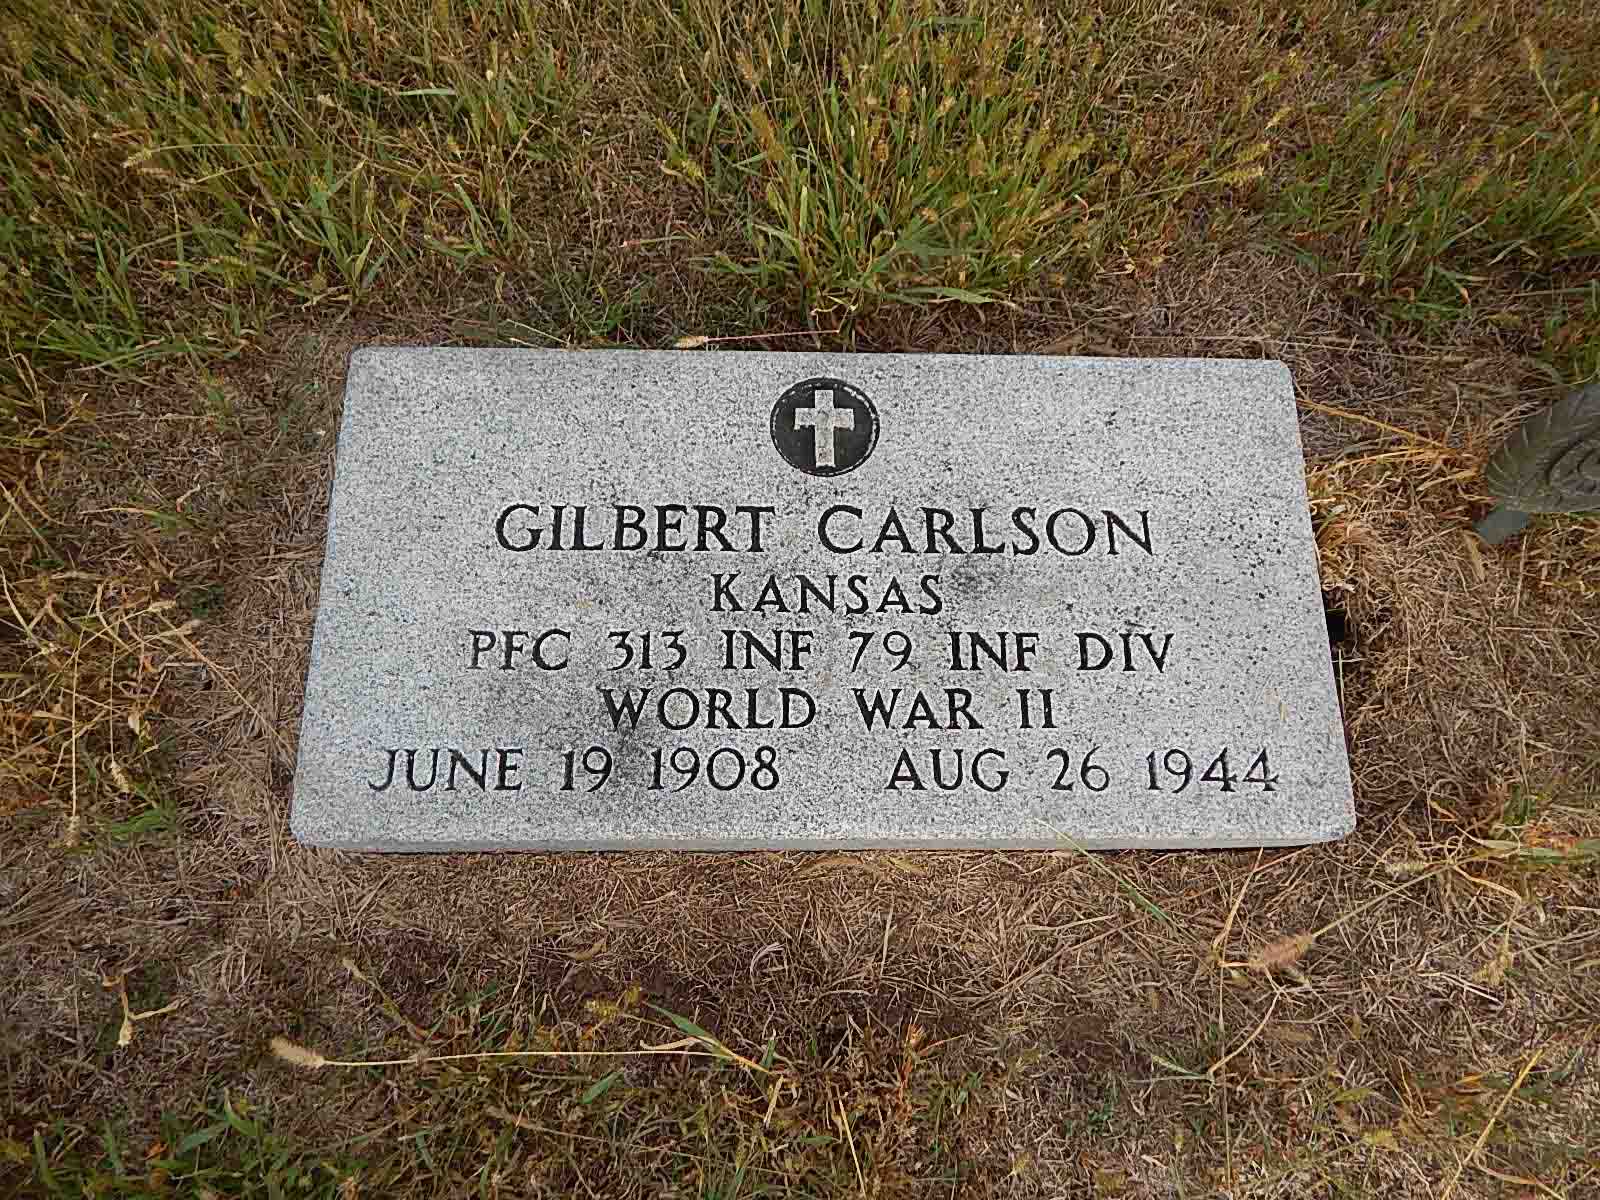 GILBERT CARLSON
KANSAS
PFC 313 INF 79 INF DIV
WORLD WAR II
JUNE 19 1908 AUG 26 1944